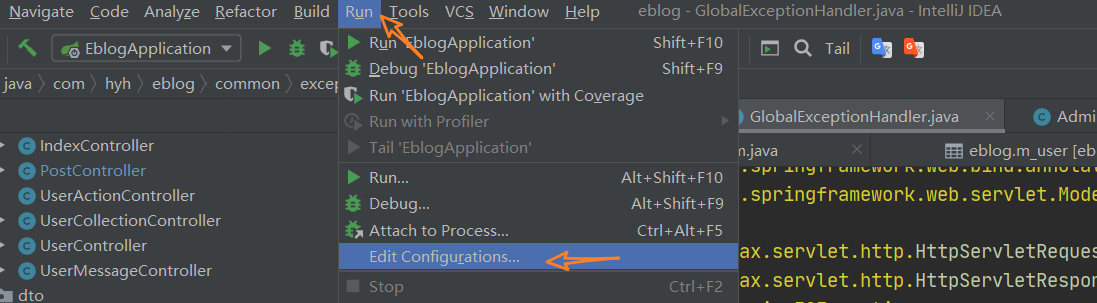 Navigate Code Analyze Refactor Build Run Tools VCS Window Help eblog - GlobalExceptionHandler.java - IntelliJ IDEA
EblogApplication Tail
java com hyh eblog common excep
Run 'EblogApplication' Shift+F10
Debug 'EblogApplication' Shift+F9
Run 'EblogApplication' with Coverage
Run with Profiler
Tail 'EblogApplication'
Run... Alt+Shift+F10
Debug... Alt+Shift+F9
Attach to Process... Ctrl+Alt+F5
Edit Configurations...
Stop Ctrl+F2
IndexController
PostController
UserActionController
UserCollectionController
UserController
UserMessageController
dto
GlobalExceptionHandler.java Admi
m.java eblog.m_user [eb
.springframework.web.bind.annotat
.springframework.web.servlet.Mode
ax.servlet.http.HttpServletReques
ax.servlet.http.HttpServletRespon